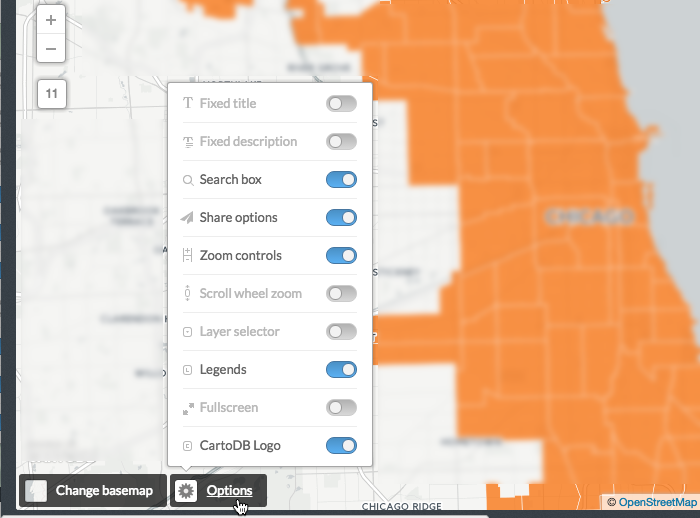 +
−
11
Fixed title
Fixed description
Search box
Share options
Zoom controls
Scroll wheel zoom
Layer selector
Legends
Fullscreen
CartoDB Logo
CHICAGO
Change basemap
Options
CHICAGO RIDGE
© OpenStreetMap